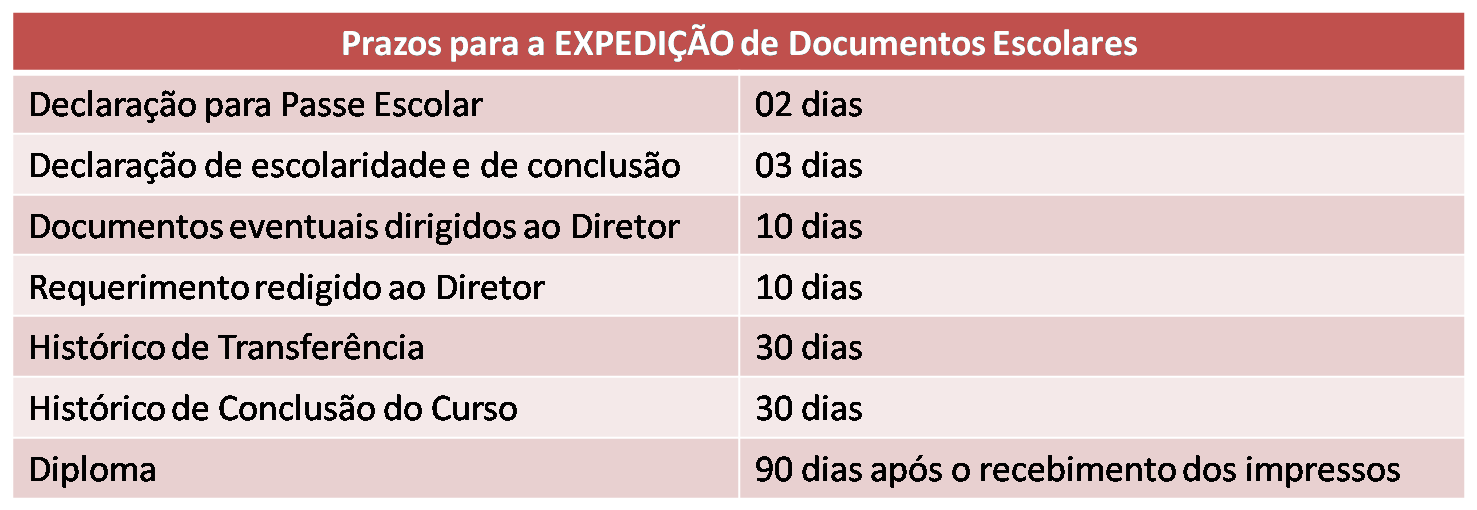 Prazos para a EXPEDIÇÃO de Documentos Escolares
Declaração para Passe Escolar 02 dias
Declaração de escolaridade e de conclusão 03 dias
Documentos eventuais dirigidos ao Diretor 10 dias
Requerimento redigido ao Diretor 10 dias
Histórico de Transferência 30 dias
Histórico de Conclusão do Curso 30 dias
Diploma 90 dias após o recebimento dos impressos